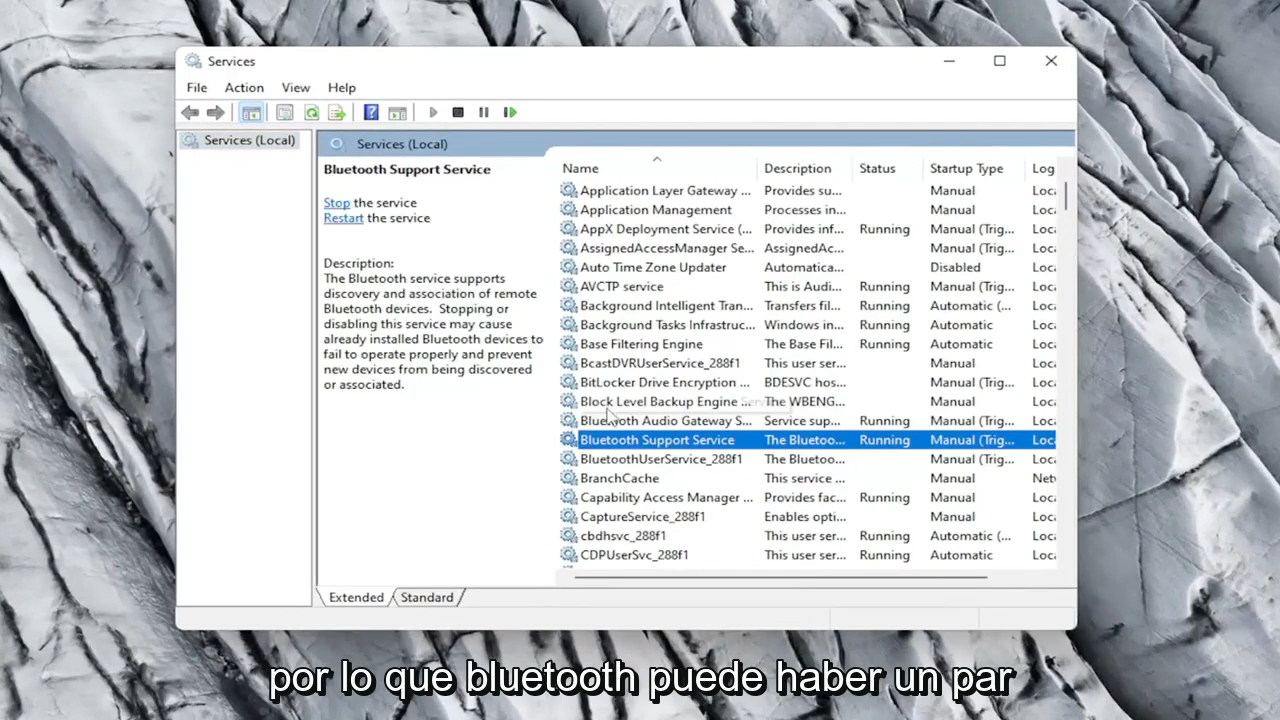 Services
File Action View Help
Services (Local)
Services (Local)
Bluetooth Support Service
Stop the service
Restart the service
Description:
The Bluetooth service supports
discovery and association of remote
Bluetooth devices. Stopping or
disabling this service may cause
already installed Bluetooth devices to
fail to operate properly and prevent
new devices from being discovered
or associated.
Name Description Status Startup Type Log
Application Layer Gateway ... Provides su... Manual Loca
Application Management Processes in... Manual Loca
AppX Deployment Service (... Provides inf... Running Manual (Trig... Loca
AssignedAccessManager Se... AssignedAc... Manual (Trig... Loca
Auto Time Zone Updater Automatica... Disabled Loca
AVCTP service This is Audi... Running Manual (Trig... Loca
Background Intelligent Tran... Transfers fil... Running Automatic (... Loca
Background Tasks Infrastruc... Windows in... Running Automatic Loca
Base Filtering Engine The Base Fil... Running Automatic Loca
BcastDVRUserService_288f1 This user ser... Manual Loca
BitLocker Drive Encryption ... BDESVC hos... Manual (Trig... Loca
Block Level Backup Engine ... The WBENG... Manual Loca
Bluetooth Audio Gateway S... Service sup... Running Manual (Trig... Loca
Bluetooth Support Service The Bluetoo... Running Manual (Trig... Loca
BluetoothUserService_288f1 The Bluetoo... Manual (Trig... Loca
BranchCache This service ... Manual Net
Capability Access Manager ... Provides fac... Running Manual Loca
CaptureService_288f1 Enables opti... Manual Loca
cbdhsvc_288f1 This user ser... Running Automatic (... Loca
CDPUserSvc_288f1 This user ser... Running Automatic Loca
Extended Standard
por lo que bluetooth puede haber un par